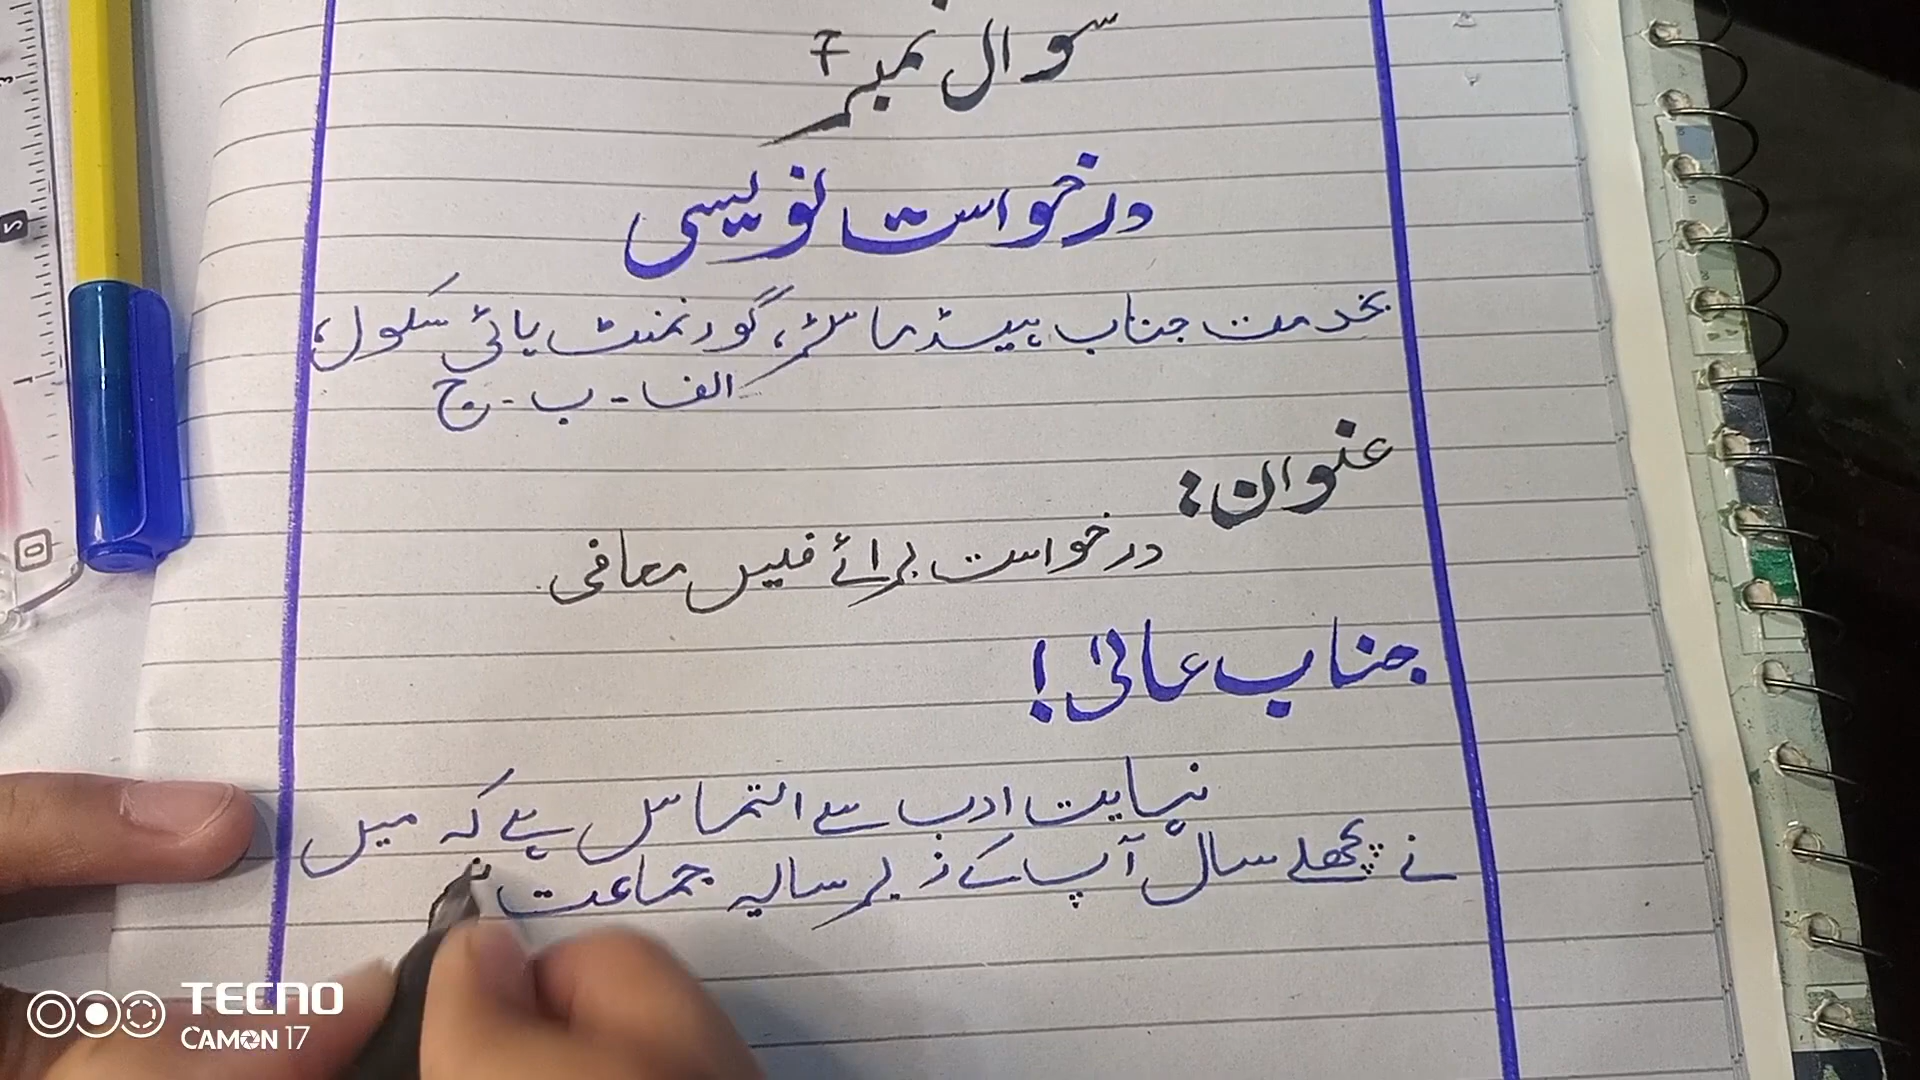 سوال نمبر 7
درخواست نویسی
بخدمت جناب ہیڈ ماسٹر، گورنمنٹ ہائی سکول،
الف - ب - ج
عنوان:
درخواست برائے فیس معافی
جناب عالی!
نہایت ادب سے التماس ہے کہ میں
نے پچھلے سال آپ کے زیر سایہ جماعت
TECNO
CAMON 17